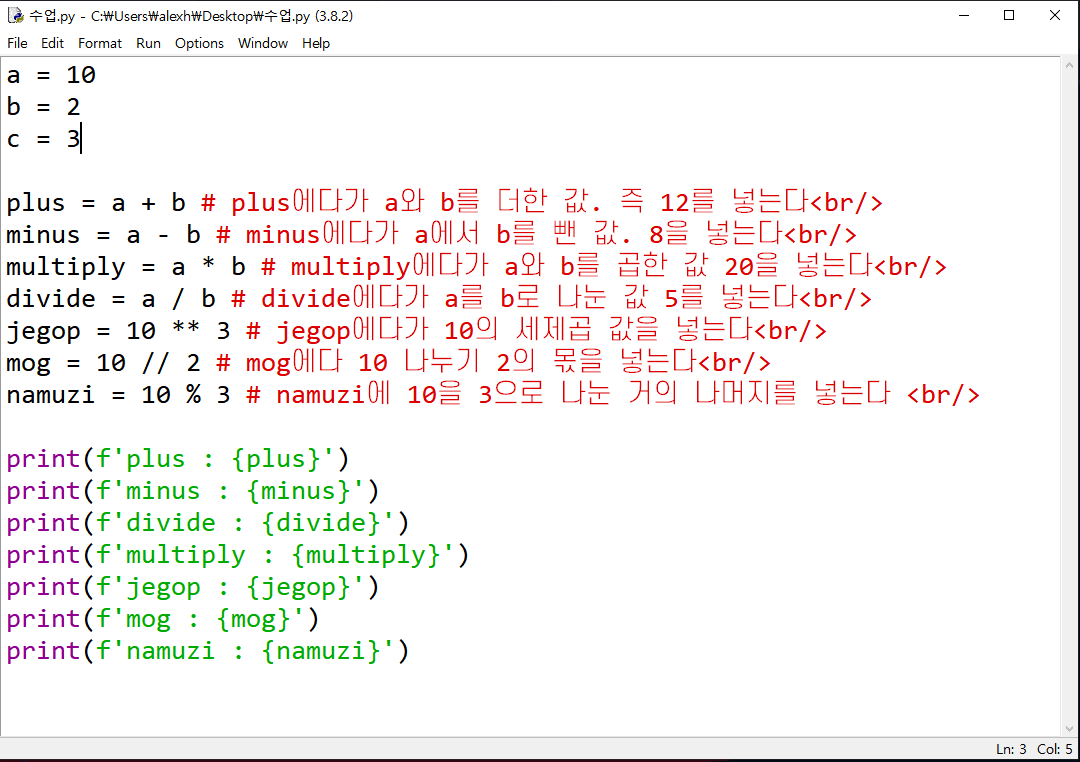 수업.py - C:₩Users₩alexh₩Desktop₩수업.py (3.8.2)
File Edit Format Run Options Window Help
a = 10
b = 2
c = 3
plus = a + b # plus에다가 a와 b를 더한 값. 즉 12를 넣는다<br/>
minus = a - b # minus에다가 a에서 b를 뺀 값. 8을 넣는다<br/>
multiply = a * b # multiply에다가 a와 b를 곱한 값 20을 넣는다<br/>
divide = a / b # divide에다가 a를 b로 나눈 값 5를 넣는다<br/>
jegop = 10 ** 3 # jegop에다가 10의 세제곱 값을 넣는다<br/>
mog = 10 // 2 # mog에다 10 나누기 2의 몫을 넣는다<br/>
namuzi = 10 % 3 # namuzi에 10을 3으로 나눈 거의 나머지를 넣는다 <br/>
print(f'plus : {plus}')
print(f'minus : {minus}')
print(f'divide : {divide}')
print(f'multiply : {multiply}')
print(f'jegop : {jegop}')
print(f'mog : {mog}')
print(f'namuzi : {namuzi}')
Ln: 3 Col: 5